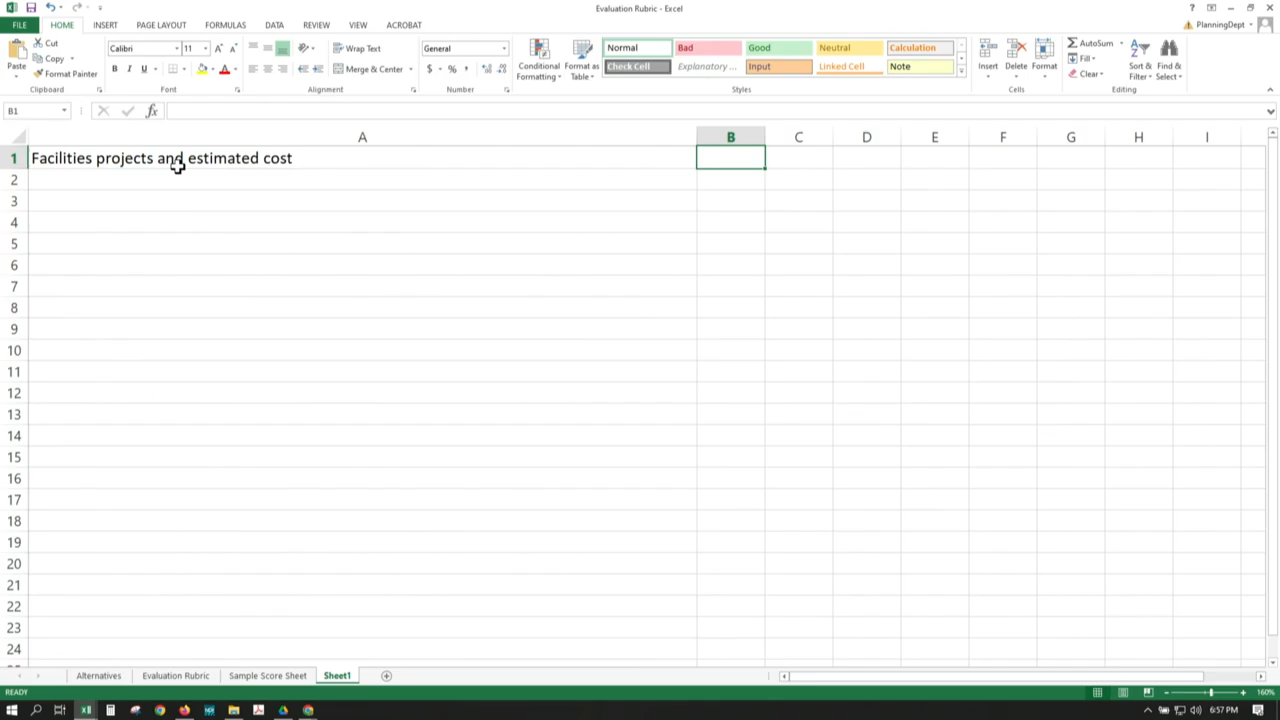 Evaluation Rubric - Excel
FILE HOME INSERT PAGE LAYOUT FORMULAS DATA REVIEW VIEW ACROBAT PlanningDept
Paste Cut Copy Format Painter Clipboard
Calibri 11 B I U A A A Font
Wrap Text Merge & Center Alignment
General $ % , Number
Conditional Formatting Format as Table
Normal Bad Good Neutral Calculation
Check Cell Explanatory ... Input Linked Cell Note
Styles
Insert Delete Format Cells
AutoSum Fill Clear Sort & Filter Find & Select Editing
B1 fx
A B C D E F G H I
1 Facilities projects and estimated cost
2
3
4
5
6
7
8
9
10
11
12
13
14
15
16
17
18
19
20
21
22
23
24
Alternatives Evaluation Rubric Sample Score Sheet Sheet1
READY 160%
6:57 PM